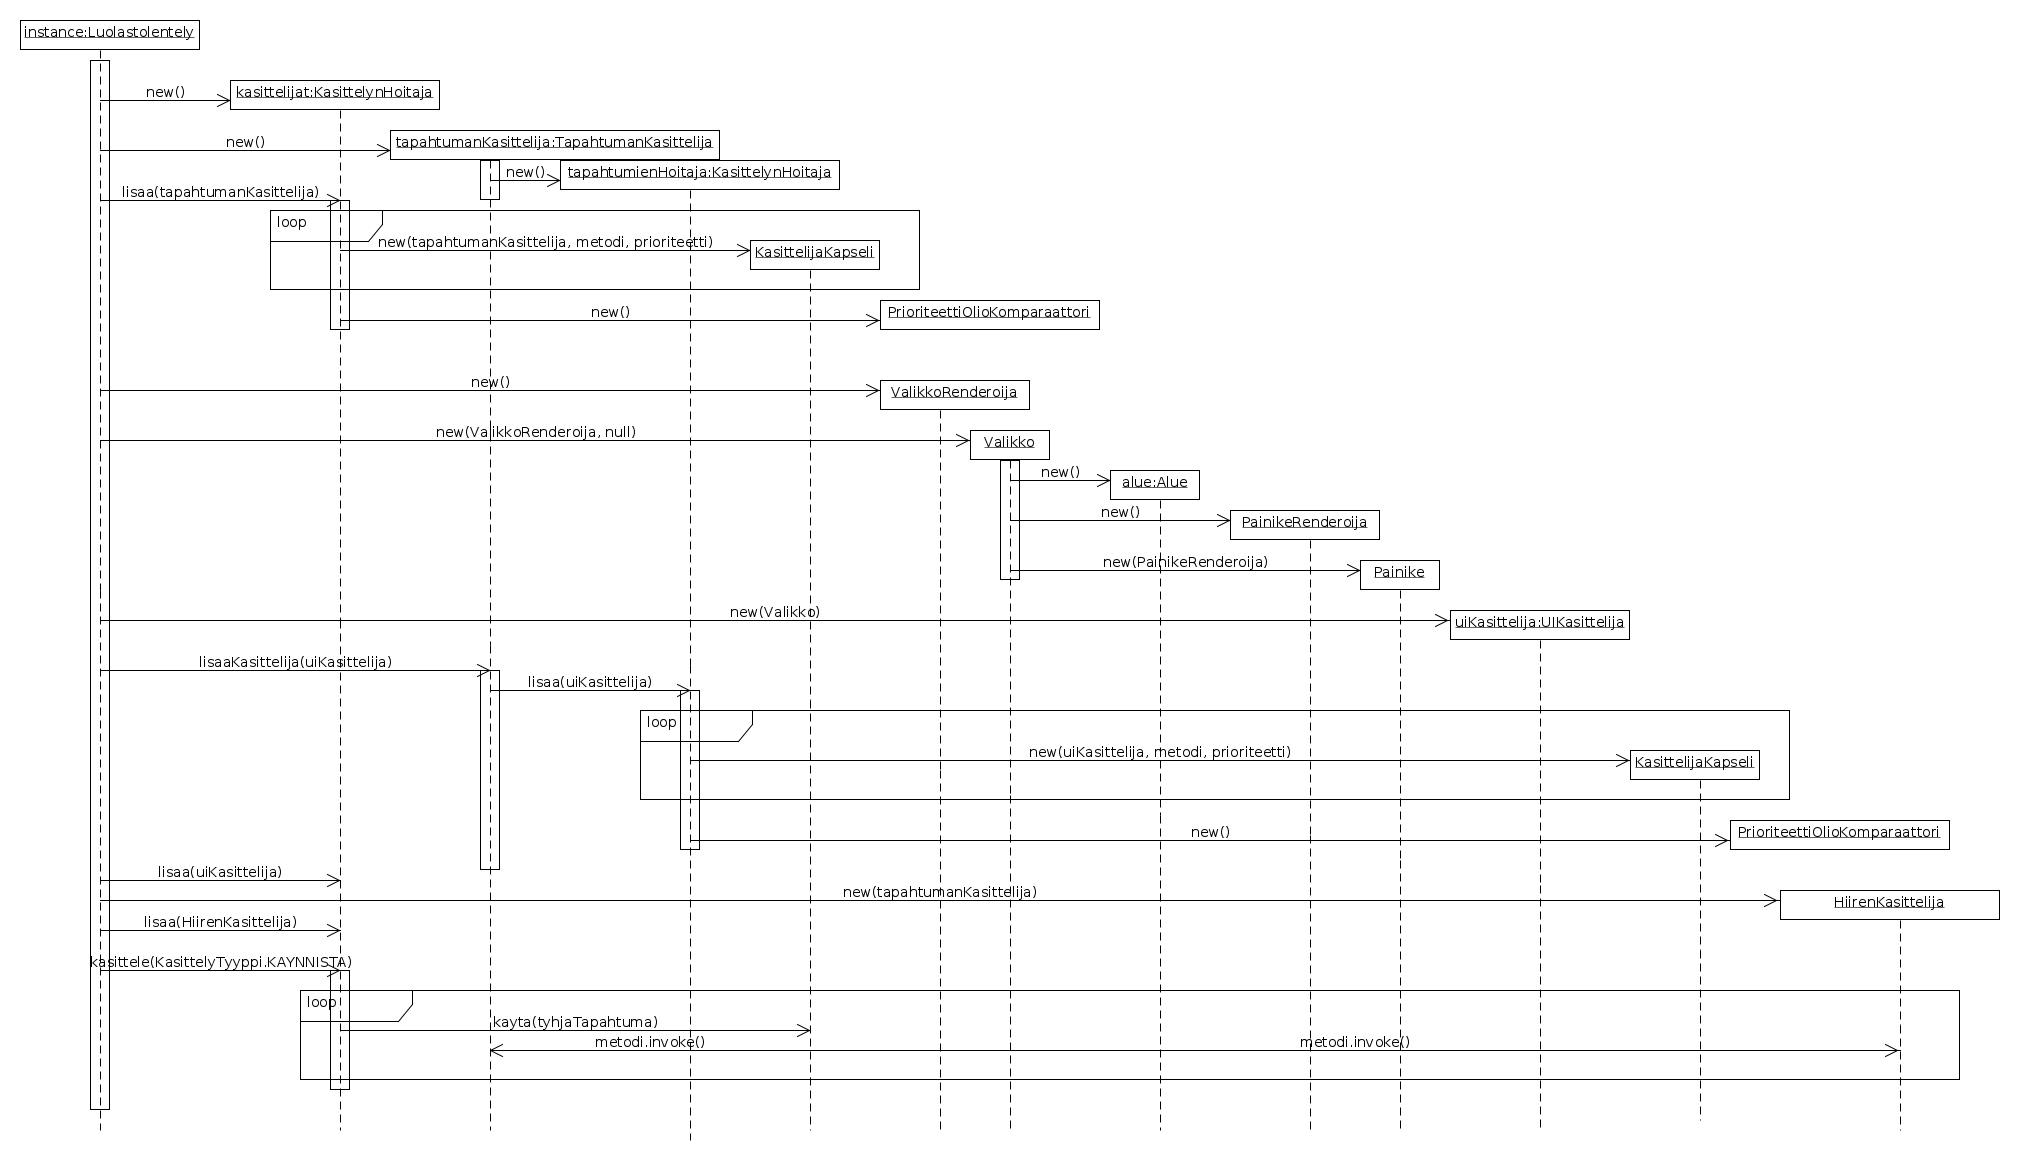 instance:Luolastolentely
new()
kasittelijat:KasittelynHoitaja
new()
tapahtumanKasittelija:TapahtumanKasittelija
new()
tapahtumienHoitaja:KasittelynHoitaja
lisaa(tapahtumanKasittelija)
loop
new(tapahtumanKasittelija, metodi, prioriteetti)
KasittelijaKapseli
new()
PrioriteettiOlioKomparaattori
new()
ValikkoRenderoija
new(ValikkoRenderoija, null)
Valikko
new()
alue:Alue
new()
PainikeRenderoija
new(PainikeRenderoija)
Painike
new(Valikko)
uiKasittelija:UIKasittelija
lisaaKasittelija(uiKasittelija)
lisaa(uiKasittelija)
loop
new(uiKasittelija, metodi, prioriteetti)
KasittelijaKapseli
new()
PrioriteettiOlioKomparaattori
lisaa(uiKasittelija)
new(tapahtumanKasittelija)
HiirenKasittelija
lisaa(HiirenKasittelija)
kasittele(KasittelyTyyppi.KAYNNISTA)
loop
kayta(tyhjaTapahtuma)
metodi.invoke()
metodi.invoke()